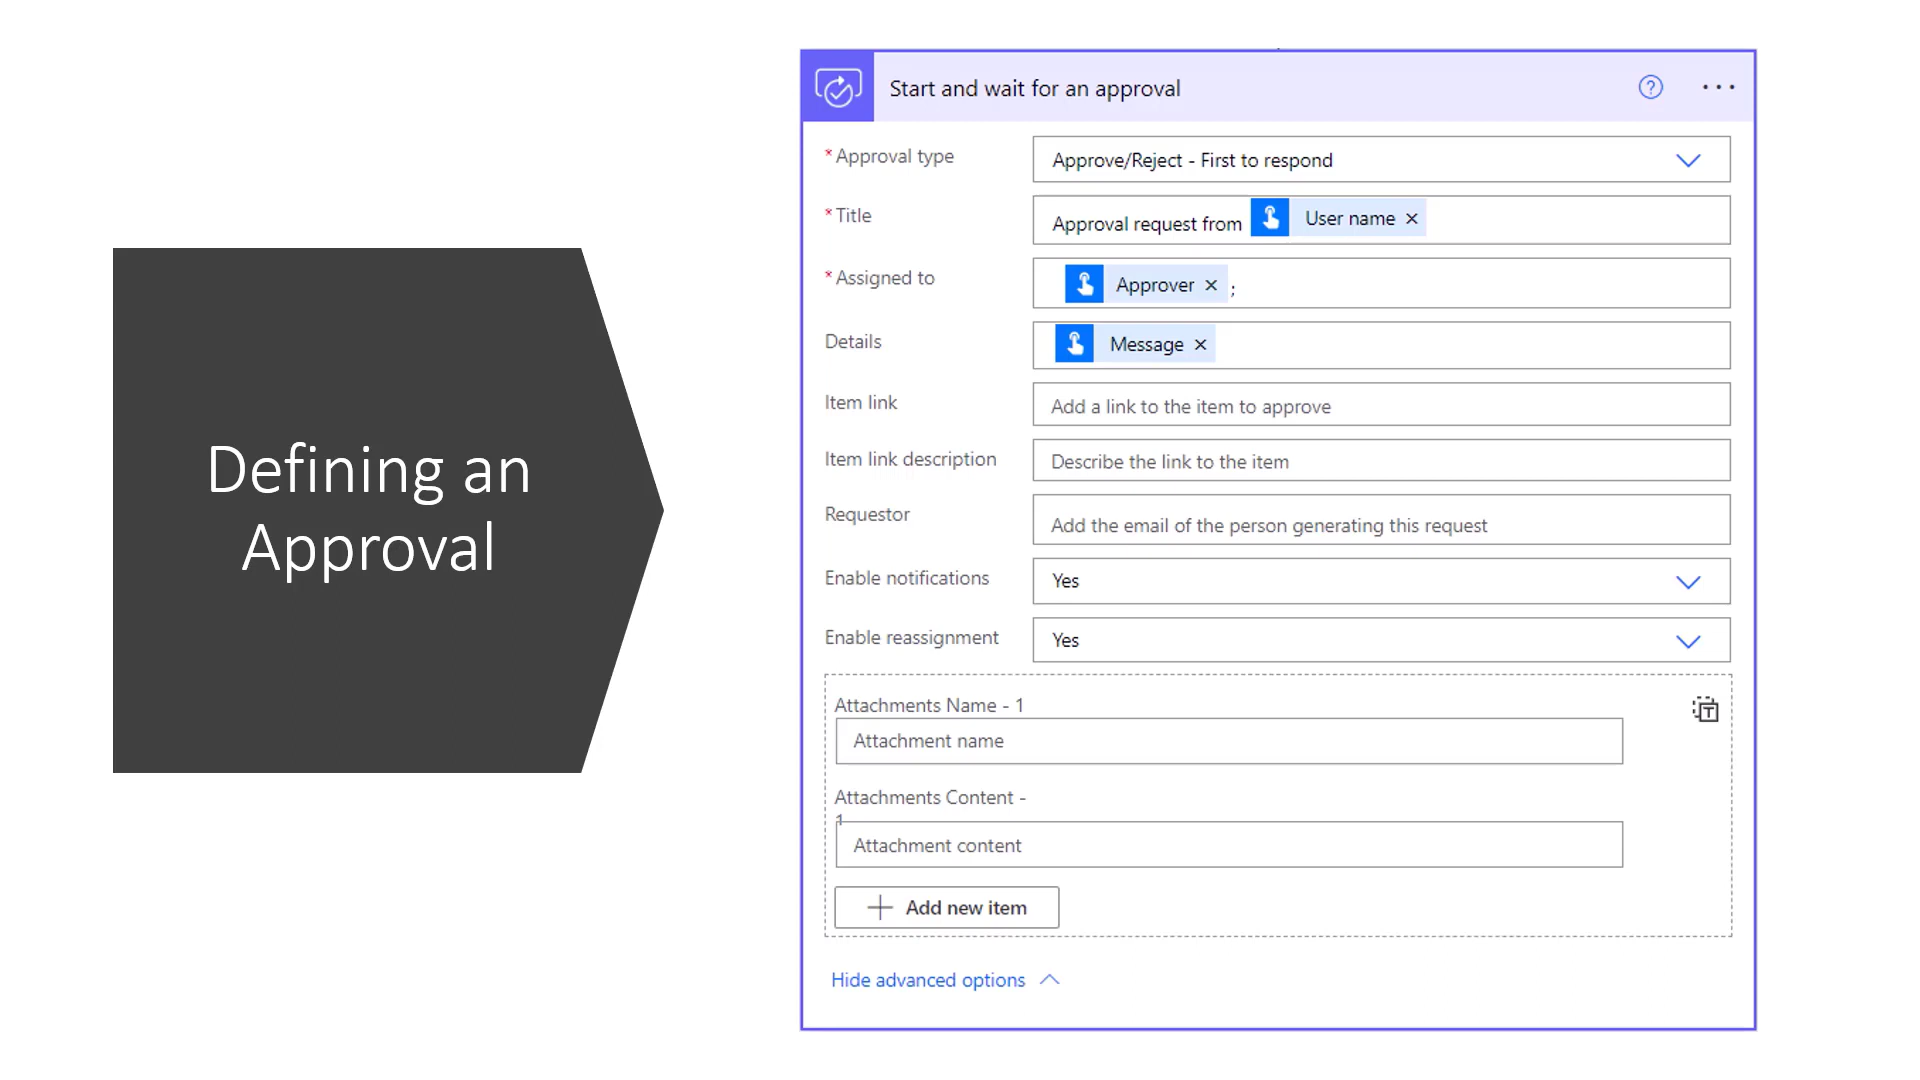 Defining an
Approval
Start and wait for an approval
?
* Approval type
Approve/Reject - First to respond
* Title
Approval request from User name ×
* Assigned to
Approver × ;
Details
Message ×
Item link
Add a link to the item to approve
Item link description
Describe the link to the item
Requestor
Add the email of the person generating this request
Enable notifications
Yes
Enable reassignment
Yes
Attachments Name - 1
Attachment name
Attachments Content -
1
Attachment content
Add new item
Hide advanced options